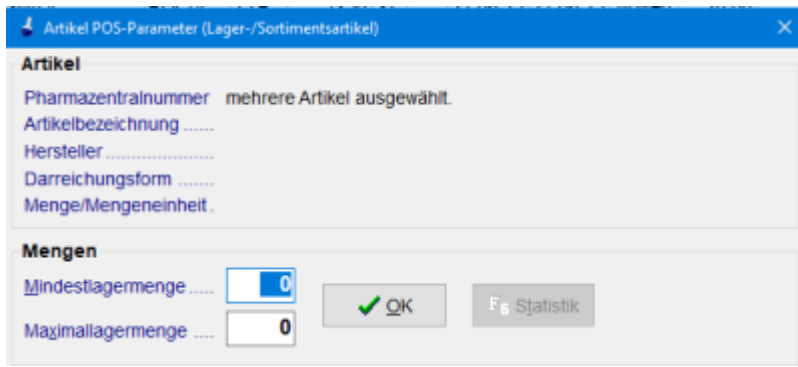 Artikel POS-Parameter (Lager-/Sortimentsartikel)
Artikel
Pharmazentralnummer mehrere Artikel ausgewählt.
Artikelbezeichnung ......
Hersteller......................
Darreichungsform .......
Menge/Mengeneinheit.
Mengen
Mindestlagermenge ..... 0
OK
F6 Statistik
Maximallagermenge .... 0